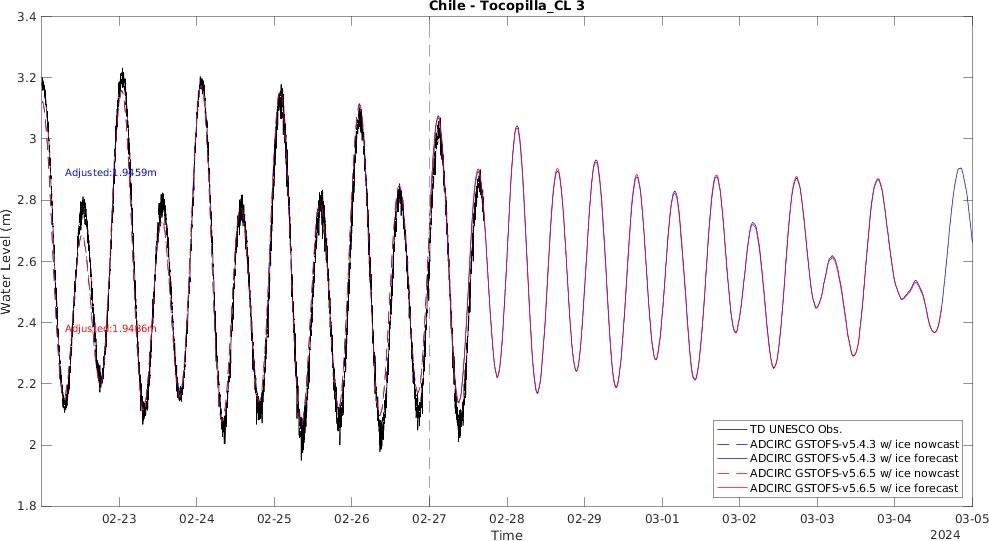 Chile - Tocopilla_CL 3
3.4
3.2
3
2.8
2.6
2.4
2.2
2
1.8
Water Level (m)
Adjusted:1.9459m
Adjusted:1.9486m
TD UNESCO Obs.
ADCIRC GSTOFS-v5.4.3 w/ ice nowcast
ADCIRC GSTOFS-v5.4.3 w/ ice forecast
ADCIRC GSTOFS-v5.6.5 w/ ice nowcast
ADCIRC GSTOFS-v5.6.5 w/ ice forecast
02-23 02-24 02-25 02-26 02-27 02-28 02-29 03-01 03-02 03-03 03-04 03-05
Time
2024